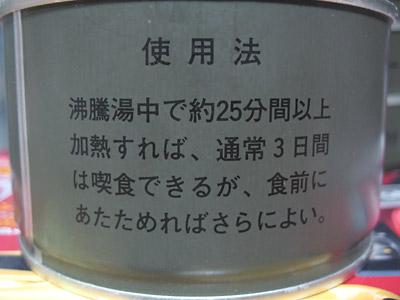 使用法
沸騰湯中で約25分間以上
加熱すれば、通常3日間
は喫食できるが、食前に
あたためればさらによい。